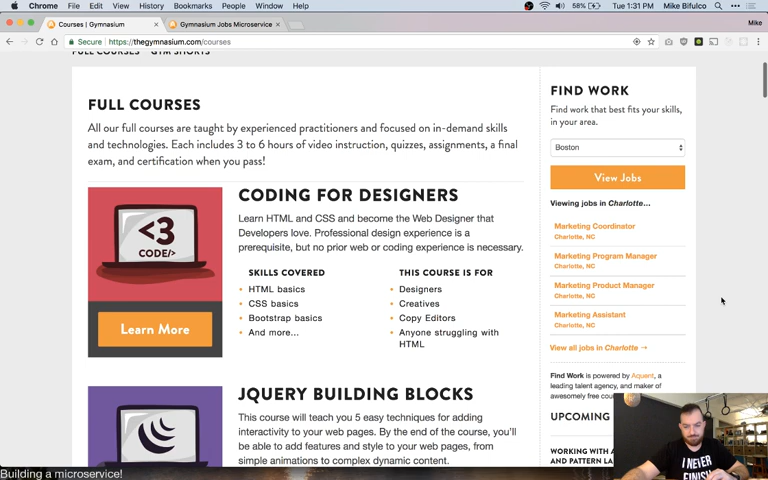 Chrome File Edit View History Bookmarks People Window Help
58% Tue 1:31 PM Mike Bifulco
Courses | Gymnasium
Gymnasium Jobs Microservice
Mike
Secure https://thegymnasium.com/courses
FULL COURSES GYM SHORTS
FULL COURSES
All our full courses are taught by experienced practitioners and focused on in-demand skills
and technologies. Each includes 3 to 6 hours of video instruction, quizzes, assignments, a final
exam, and certification when you pass!
<3
CODE/>
Learn More
CODING FOR DESIGNERS
Learn HTML and CSS and become the Web Designer that
Developers love. Professional design experience is a
prerequisite, but no prior web or coding experience is necessary.
SKILLS COVERED
• HTML basics
• CSS basics
• Bootstrap basics
• And more...
THIS COURSE IS FOR
• Designers
• Creatives
• Copy Editors
• Anyone struggling with
HTML
JQUERY BUILDING BLOCKS
This course will teach you 5 easy techniques for adding
interactivity to your web pages. By the end of the course, you'll
be able to add features and style to your web pages, from
simple animations to complex dynamic content.
FIND WORK
Find work that best fits your skills,
in your area.
Boston
View Jobs
Viewing jobs in Charlotte...
Marketing Coordinator
Charlotte, NC
Marketing Program Manager
Charlotte, NC
Marketing Product Manager
Charlotte, NC
Marketing Assistant
Charlotte, NC
View all jobs in Charlotte →
Find Work is powered by Aquent, a
leading talent agency, and maker of
awesomely free
UPCOMING
WORKING WITH
AND PATTERN
I NEVER
FINISH
Building a microservice!